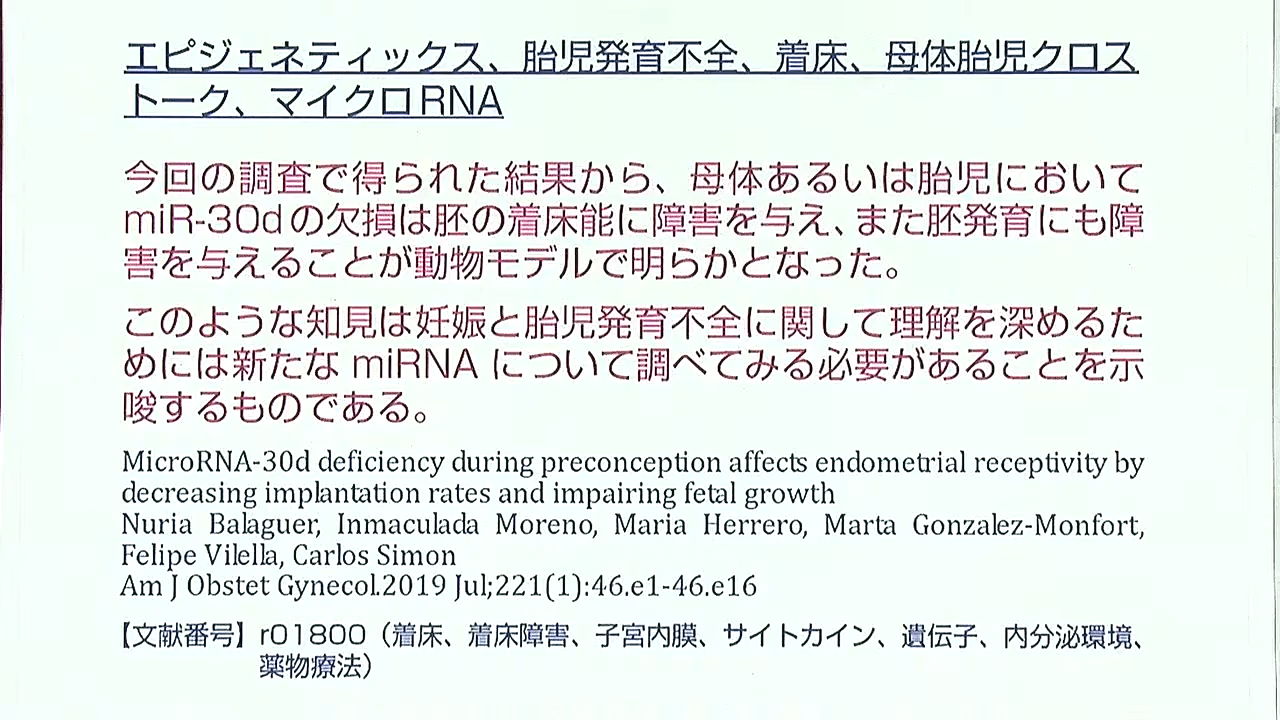 エピジェネティックス、胎児発育不全、着床、母体胎児クロス
トーク、マイクロRNA
今回の調査で得られた結果から、母体あるいは胎児において
miR-30dの欠損は胚の着床能に障害を与え、また胚発育にも障
害を与えることが動物モデルで明らかとなった。
このような知見は妊娠と胎児発育不全に関して理解を深めるた
めには新たな miRNA について調べてみる必要があることを示
唆するものである。
MicroRNA-30d deficiency during preconception affects endometrial receptivity by
decreasing implantation rates and impairing fetal growth
Nuria Balaguer, Inmaculada Moreno, Maria Herrero, Marta Gonzalez-Monfort,
Felipe Vilella, Carlos Simon
Am J Obstet Gynecol.2019 Jul;221(1):46.e1-46.e16
【文献番号】r01800（着床、着床障害、子宮内膜、サイトカイン、遺伝子、内分泌環境、
薬物療法）